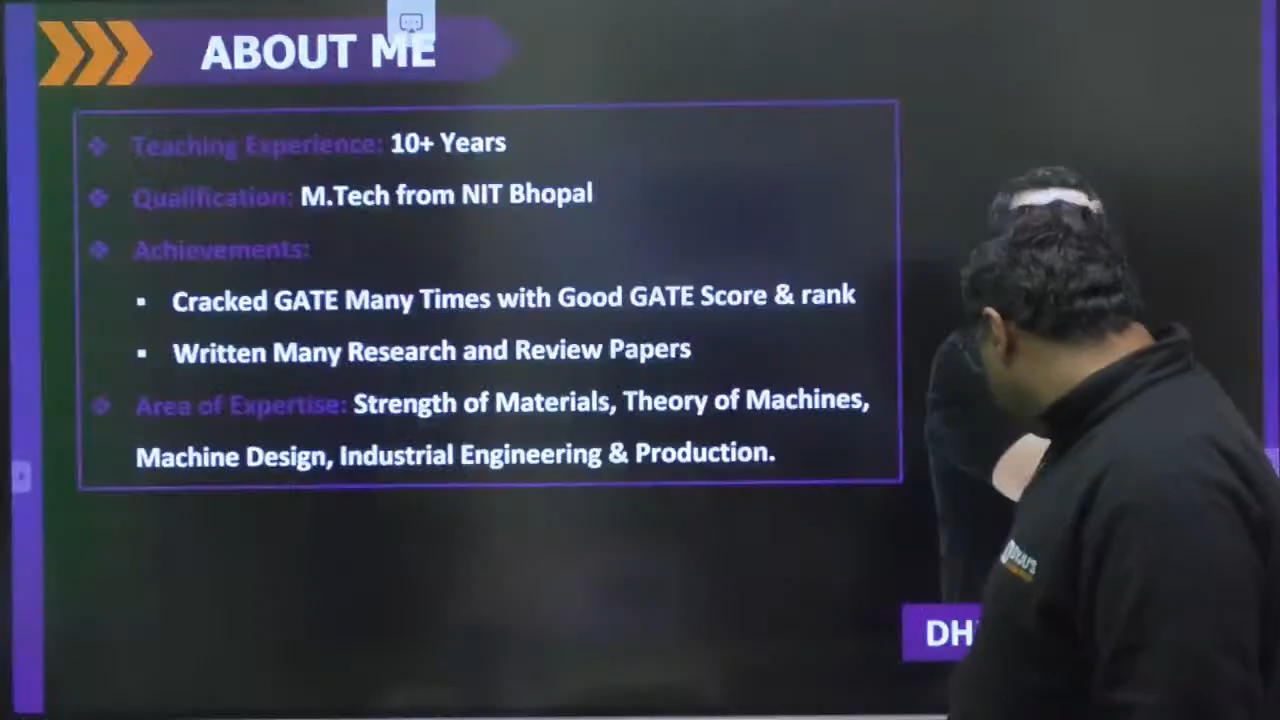 ABOUT ME
❖ Teaching Experience: 10+ Years
❖ Qualification: M.Tech from NIT Bhopal
❖ Achievements:
▪ Cracked GATE Many Times with Good GATE Score & rank
▪ Written Many Research and Review Papers
❖ Area of Expertise: Strength of Materials, Theory of Machines,
Machine Design, Industrial Engineering & Production.
DH